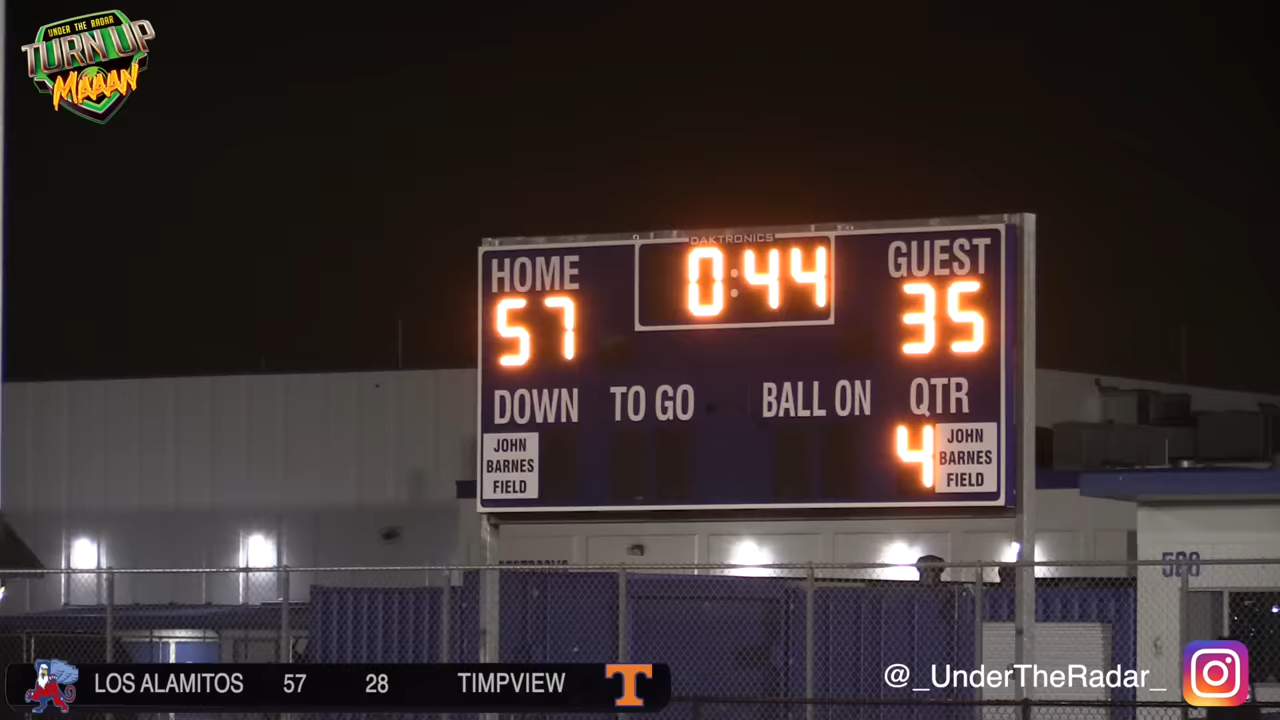 UNDER THE RADAR
TURN UP
MAAAN
DAKTRONICS
HOME
0:44
GUEST
57
35
DOWN
TO GO
BALL ON
QTR
JOHN
BARNES
FIELD
4
JOHN
BARNES
FIELD
LOS ALAMITOS 57 28 TIMPVIEW T
@_UnderTheRadar_